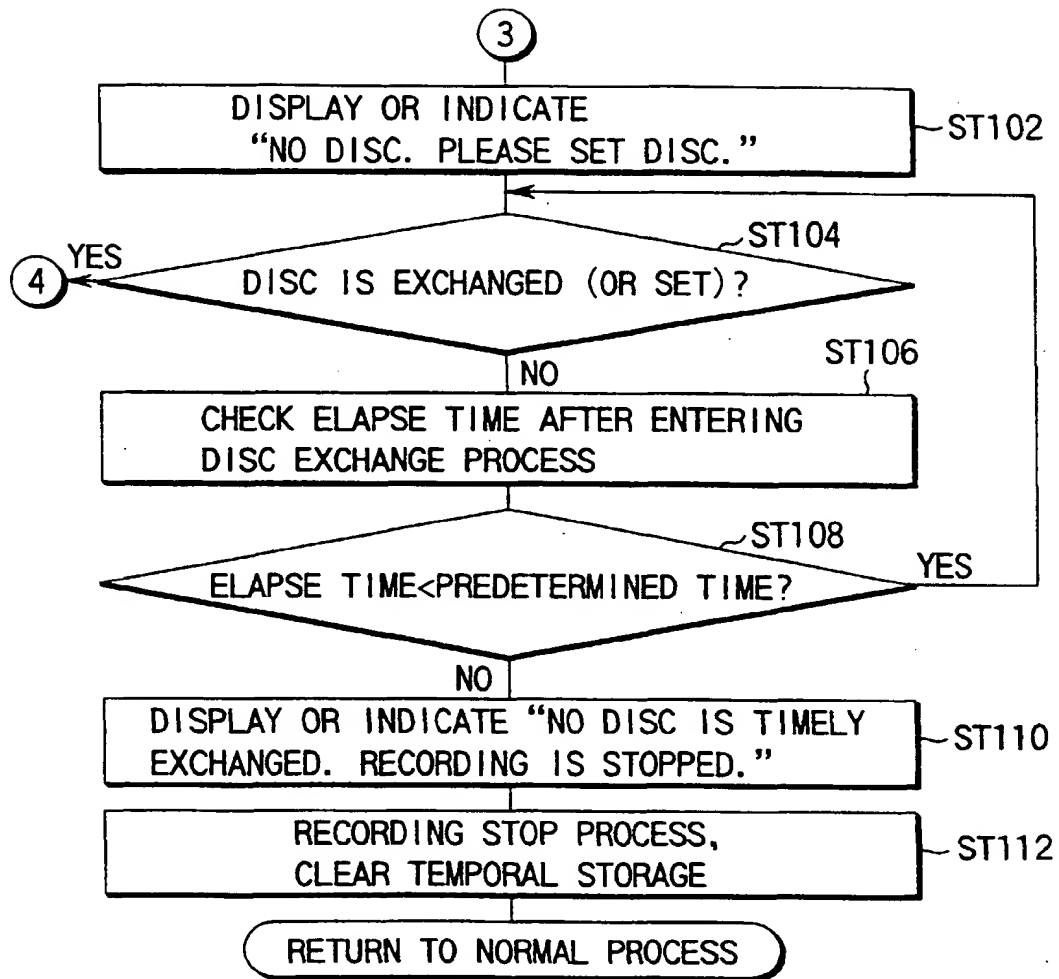 3
DISPLAY OR INDICATE
"NO DISC. PLEASE SET DISC."
ST102
ST104
YES
4
DISC IS EXCHANGED (OR SET)?
NO
ST106
CHECK ELAPSE TIME AFTER ENTERING
DISC EXCHANGE PROCESS
ST108
YES
ELAPSE TIME<PREDETERMINED TIME?
NO
DISPLAY OR INDICATE "NO DISC IS TIMELY
EXCHANGED. RECORDING IS STOPPED."
ST110
RECORDING STOP PROCESS,
CLEAR TEMPORAL STORAGE
ST112
RETURN TO NORMAL PROCESS